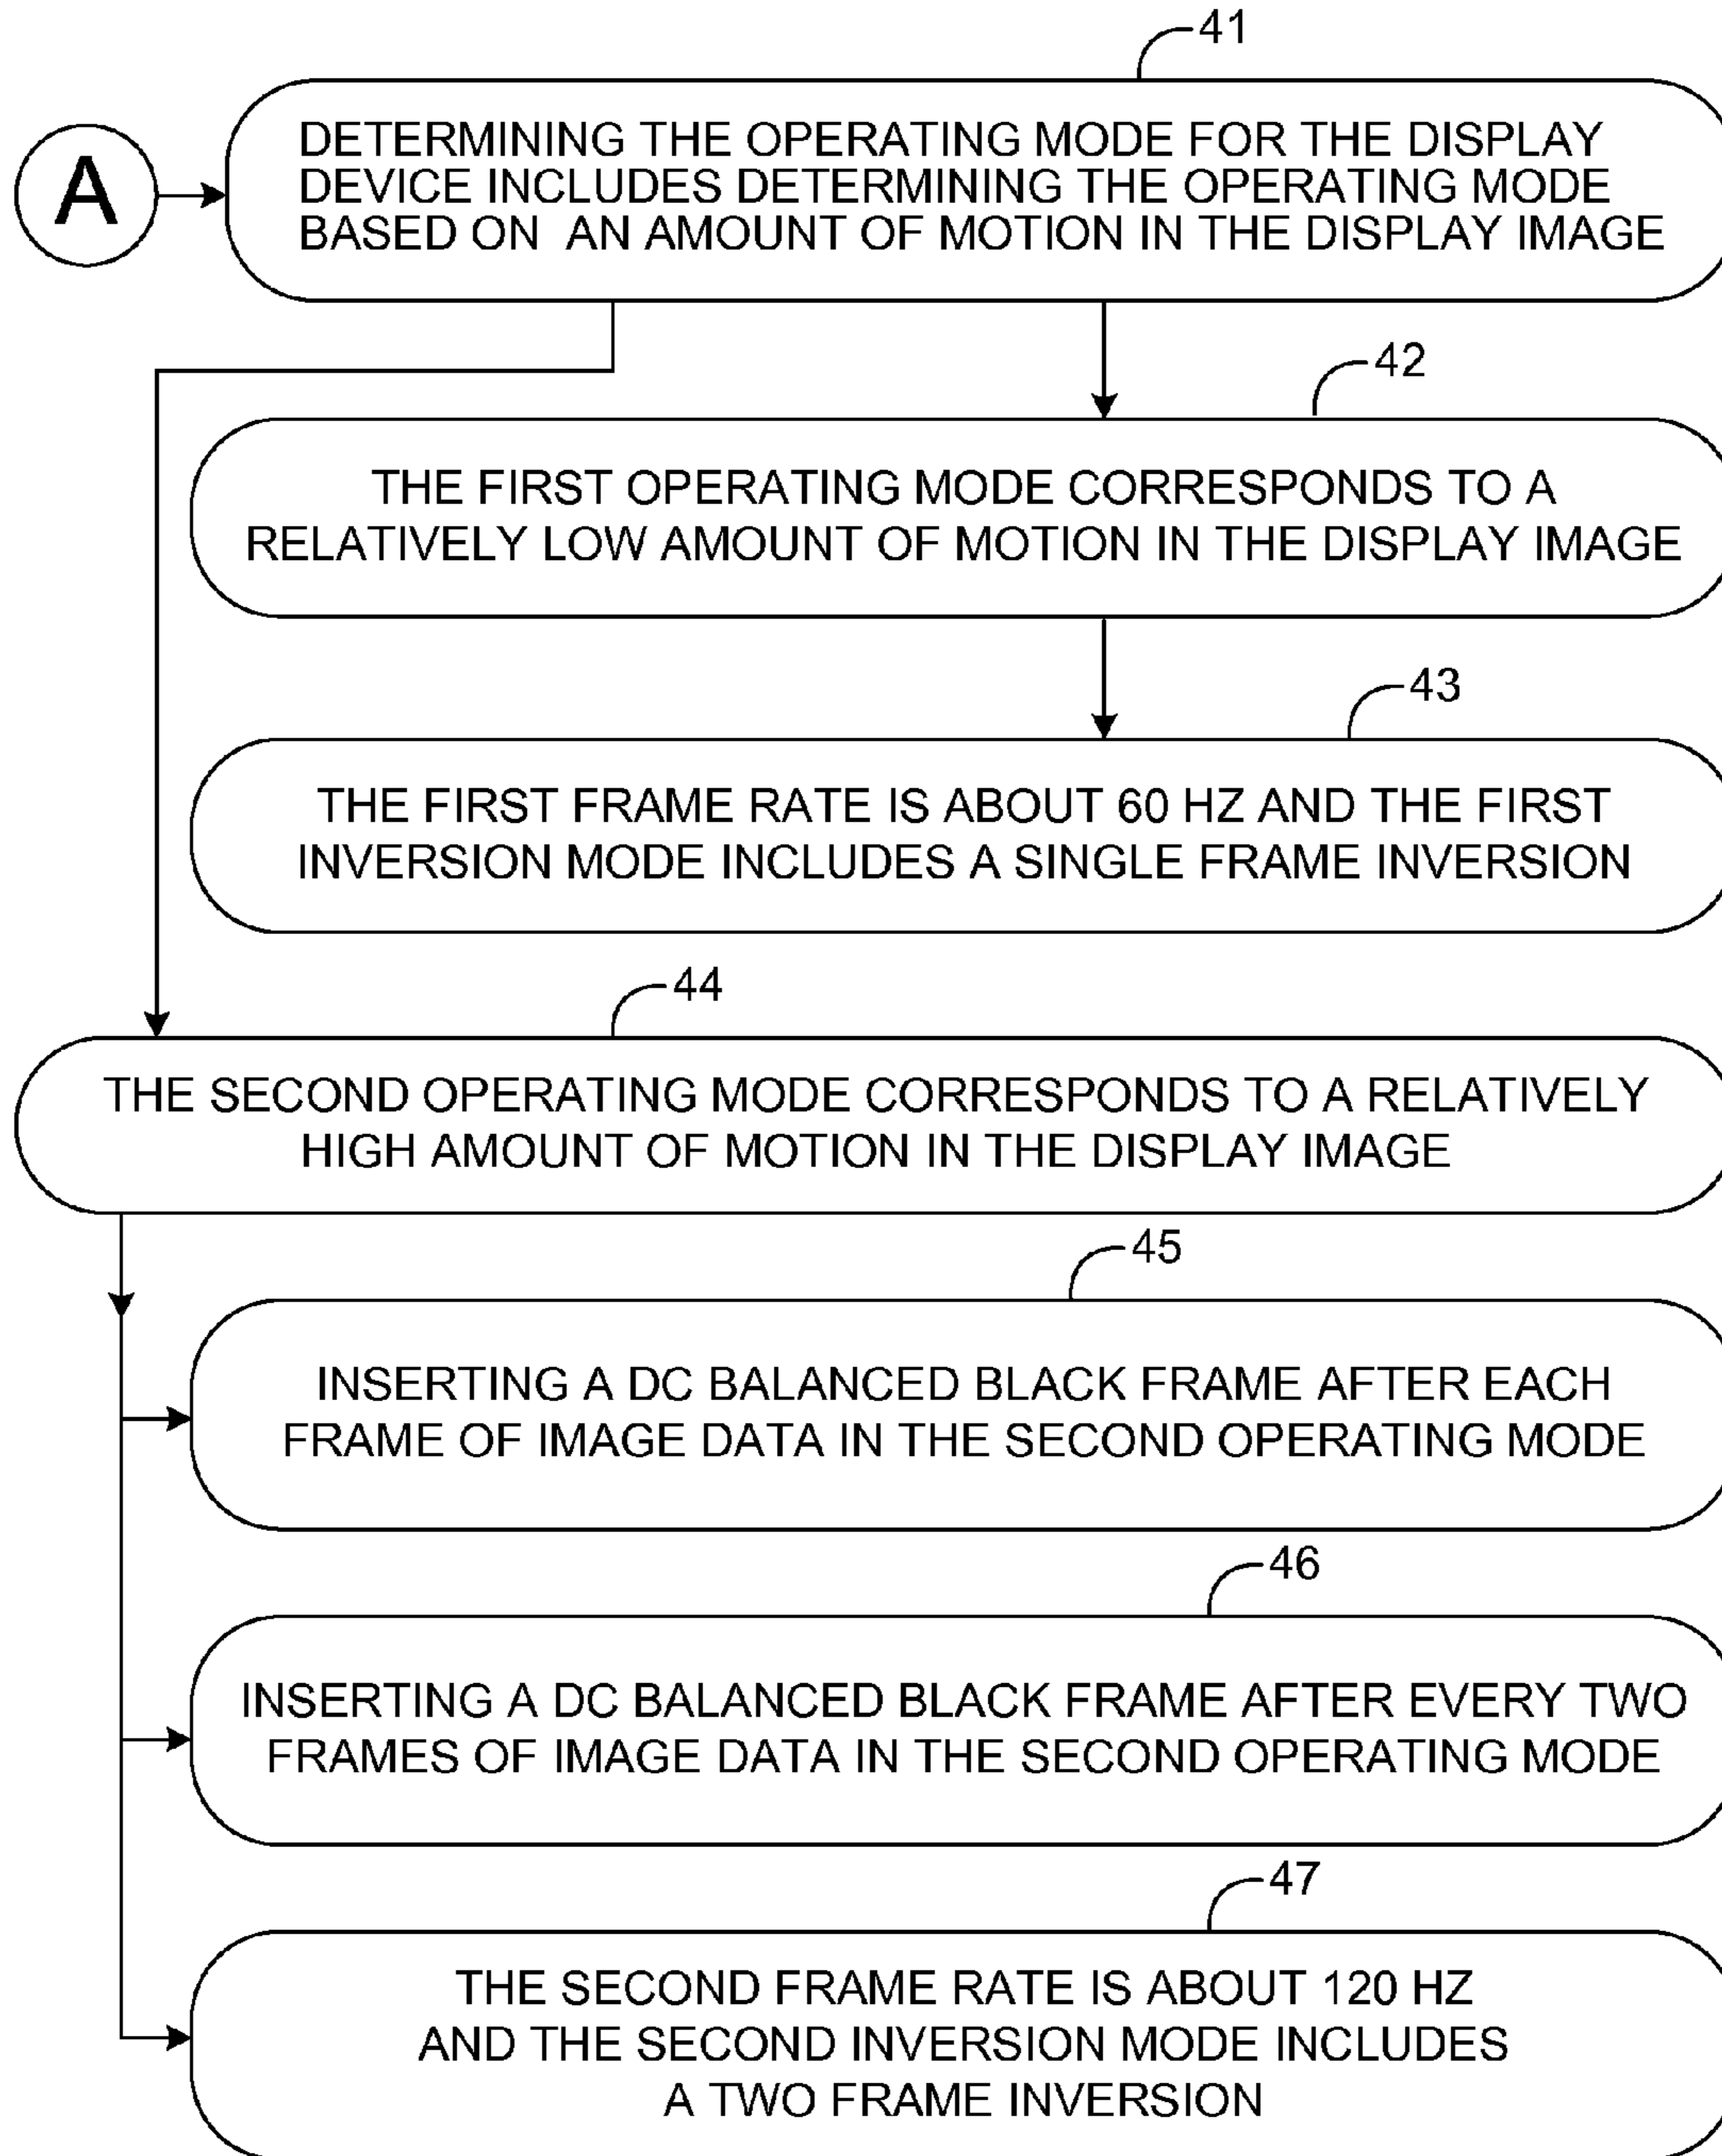 41
A
DETERMINING THE OPERATING MODE FOR THE DISPLAY
DEVICE INCLUDES DETERMINING THE OPERATING MODE
BASED ON AN AMOUNT OF MOTION IN THE DISPLAY IMAGE
42
THE FIRST OPERATING MODE CORRESPONDS TO A
RELATIVELY LOW AMOUNT OF MOTION IN THE DISPLAY IMAGE
43
THE FIRST FRAME RATE IS ABOUT 60 HZ AND THE FIRST
INVERSION MODE INCLUDES A SINGLE FRAME INVERSION
44
THE SECOND OPERATING MODE CORRESPONDS TO A RELATIVELY
HIGH AMOUNT OF MOTION IN THE DISPLAY IMAGE
45
INSERTING A DC BALANCED BLACK FRAME AFTER EACH
FRAME OF IMAGE DATA IN THE SECOND OPERATING MODE
46
INSERTING A DC BALANCED BLACK FRAME AFTER EVERY TWO
FRAMES OF IMAGE DATA IN THE SECOND OPERATING MODE
47
THE SECOND FRAME RATE IS ABOUT 120 HZ
AND THE SECOND INVERSION MODE INCLUDES
A TWO FRAME INVERSION